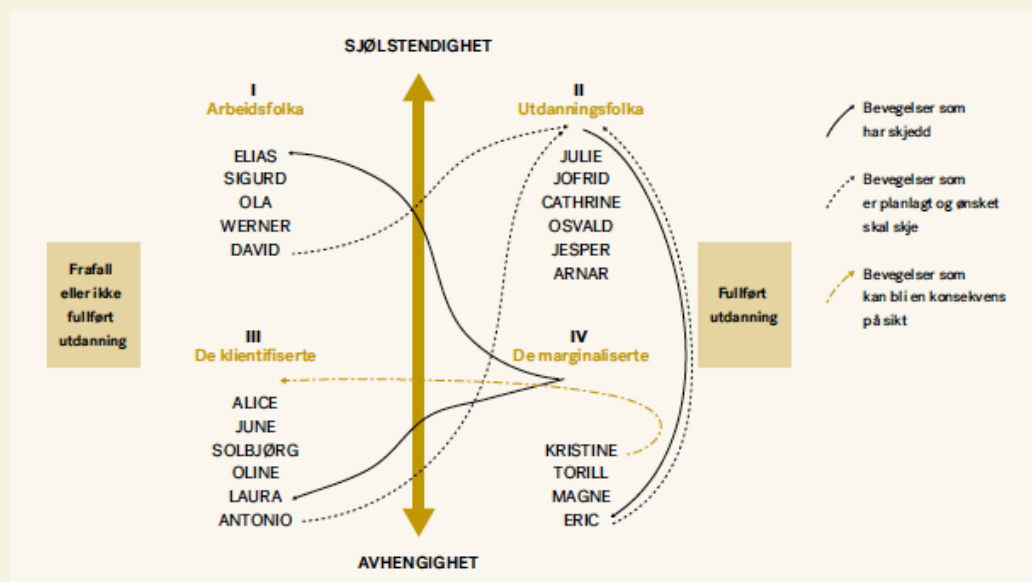 SJØLSTENDIGHET
I
Arbeidsfolka
ELIAS
SIGURD
OLA
WERNER
DAVID
II
Utdanningsfolka
JULIE
JOFRID
CATHRINE
OSVALD
JESPER
ARNAR
Frafall
eller ikke
fullført
utdanning
Fullført
utdanning
III
De klientifiserte
ALICE
JUNE
SOLBJØRG
OLINE
LAURA
ANTONIO
IV
De marginaliserte
KRISTINE
TORILL
MAGNE
ERIC
AVHENGIGHET
Bevegelser som
har skjedd
Bevegelser som
er planlagt og ønsket
skal skje
Bevegelser som
kan bli en konsekvens
på sikt